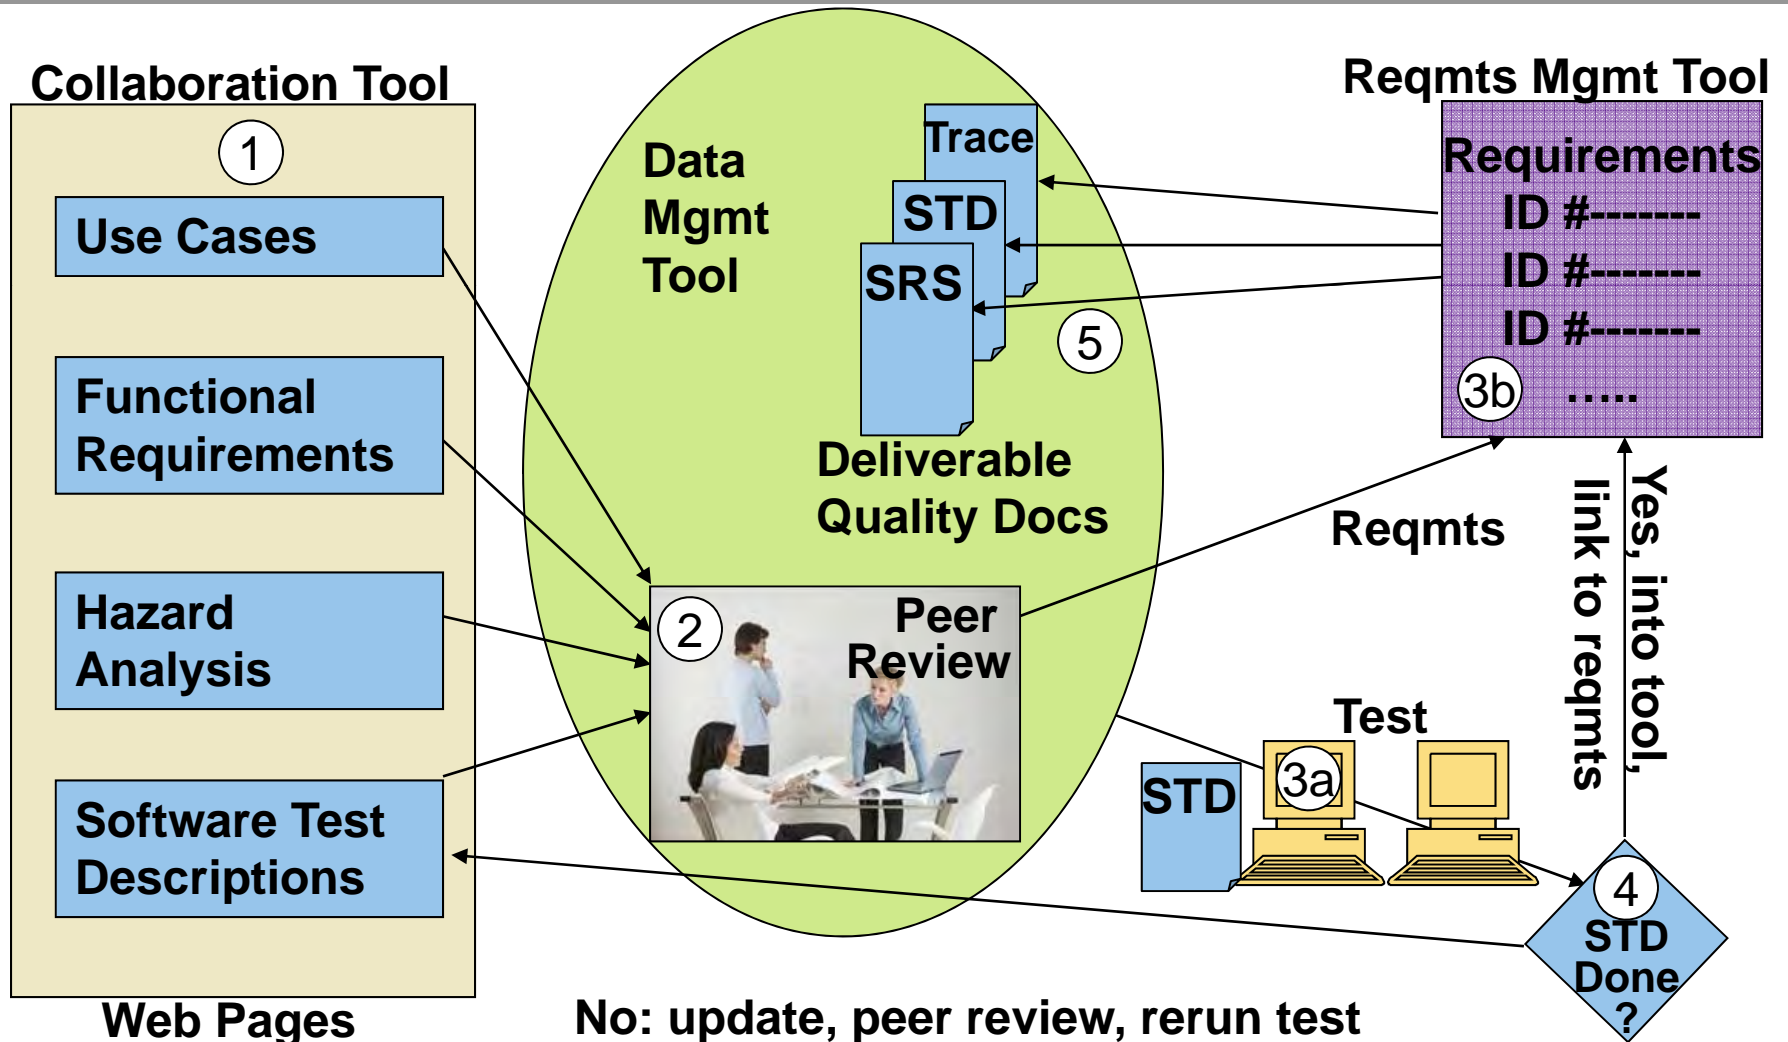 Collaboration Tool
1
Use Cases
Functional
Requirements
Hazard
Analysis
Software Test
Descriptions
Web Pages
Data
Mgmt
Tool
Trace
STD
SRS
5
Deliverable
Quality Docs
2
Peer
Review
Reqmts Mgmt Tool
Requirements
ID #-------
ID #-------
ID #-------
3b
.....
Reqmts
Yes, into tool,
link to reqmts
Test
STD
3a
4
STD
Done
?
No: update, peer review, rerun test